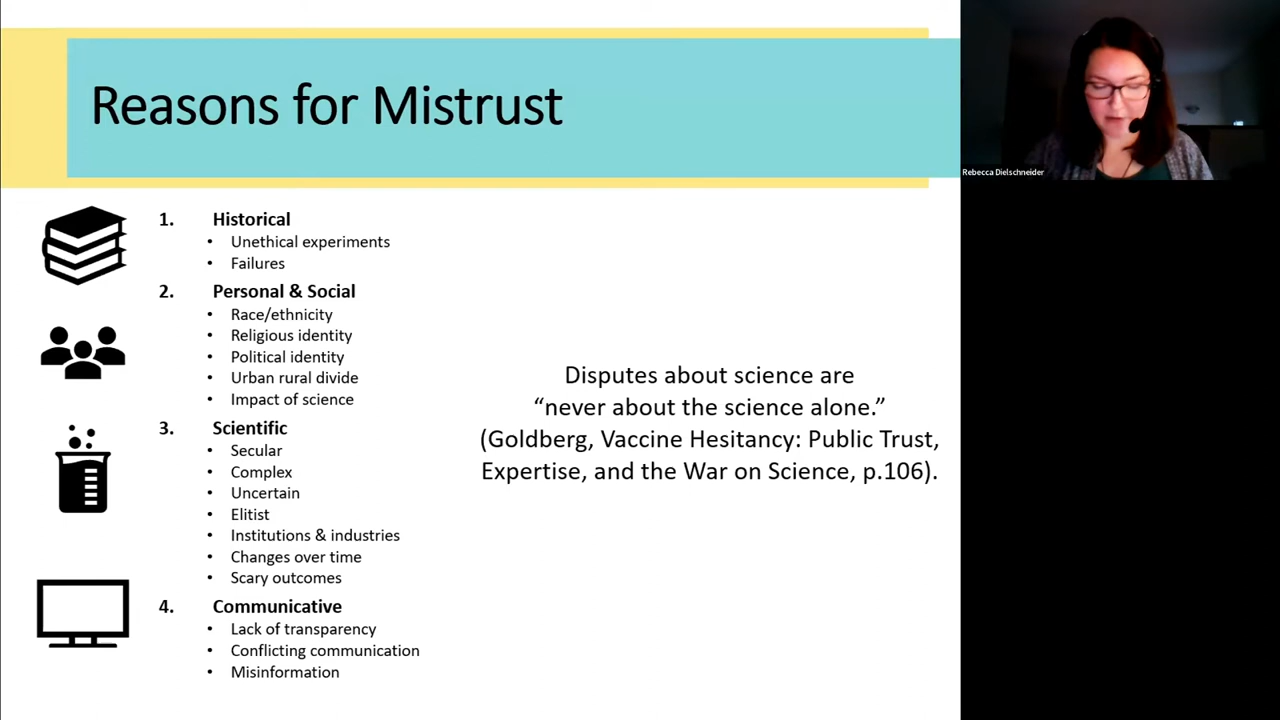 Reasons for Mistrust
1. Historical
• Unethical experiments
• Failures
2. Personal & Social
• Race/ethnicity
• Religious identity
• Political identity
• Urban rural divide
• Impact of science
3. Scientific
• Secular
• Complex
• Uncertain
• Elitist
• Institutions & industries
• Changes over time
• Scary outcomes
4. Communicative
• Lack of transparency
• Conflicting communication
• Misinformation
Disputes about science are
“never about the science alone.”
(Goldberg, Vaccine Hesitancy: Public Trust,
Expertise, and the War on Science, p.106).
Rebecca Dielschneider